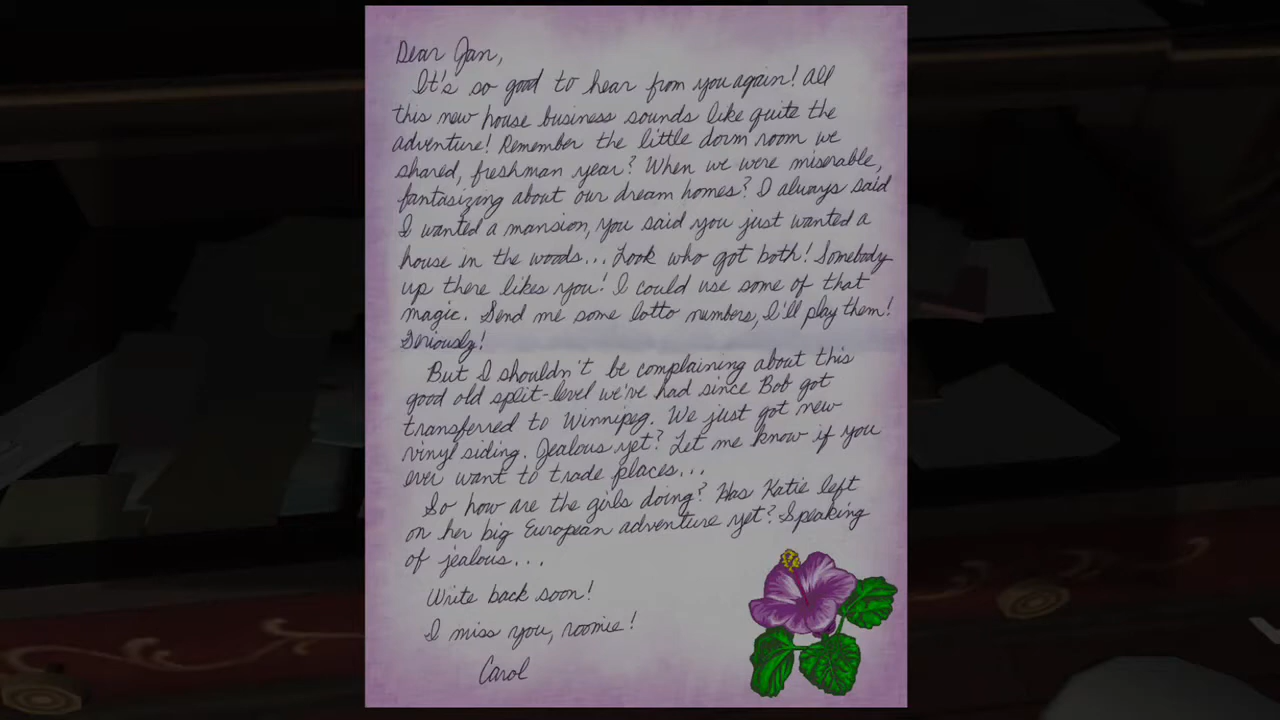 Dear Jan,
It's so good to hear from you again! All
this new house business sounds like quite the
adventure! Remember the little dorm room we
shared, freshman year? When we were miserable,
fantasizing about our dream homes? I always said
I wanted a mansion, you said you just wanted a
house in the woods... Look who got both! Somebody
up there likes you! I could use some of that
magic. Send me some lotto numbers, I'll play them!
Seriously!
But I shouldn't be complaining about this
good old split-level we've had since Bob got
transferred to Winnipeg. We just got new
vinyl siding. Jealous yet? Let me know if you
ever want to trade places...
So how are the girls doing? Has Katie left
on her big European adventure yet? Speaking
of jealous...
Write back soon!
I miss you, roomie!
Carol